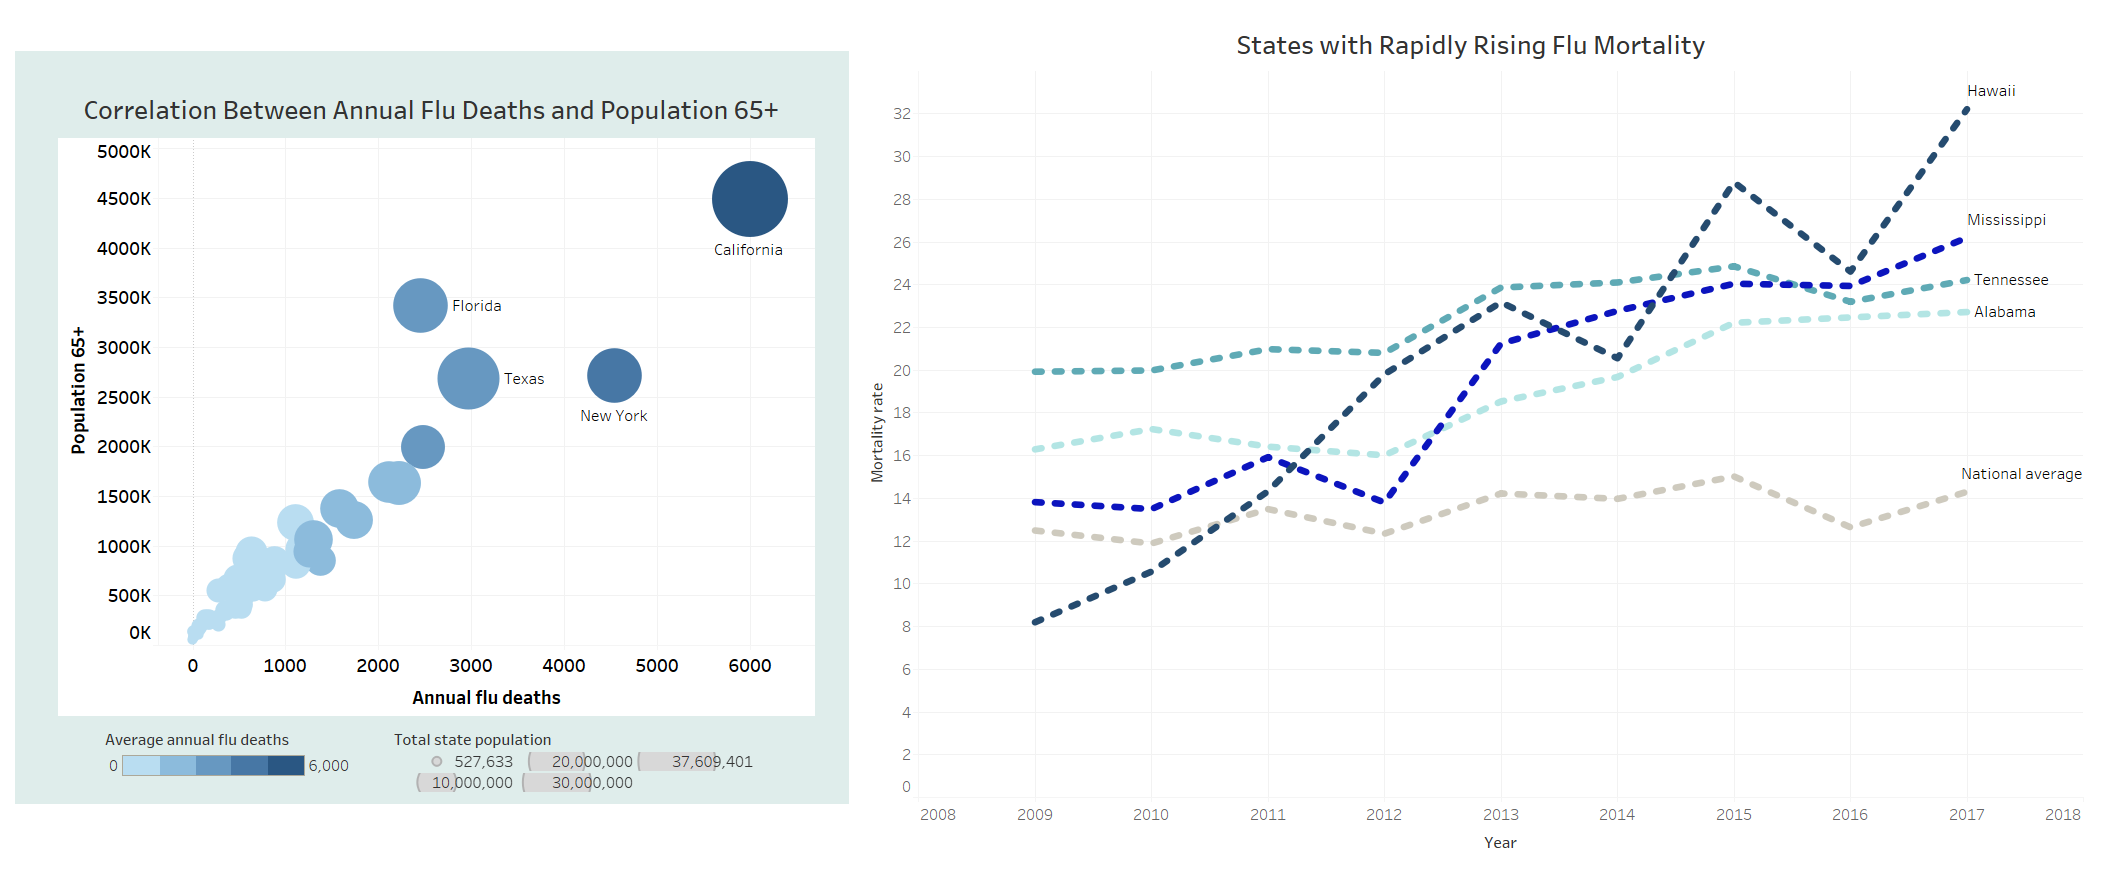 Correlation Between Annual Flu Deaths and Population 65+
5000K
4500K
4000K
3500K
3000K
2500K
2000K
1500K
1000K
500K
0K
Population 65+
California
Florida
Texas
New York
0 1000 2000 3000 4000 5000 6000
Annual flu deaths
Average annual flu deaths
0 6,000
Total state population
527,633 20,000,000 37,609,401
10,000,000 30,000,000
States with Rapidly Rising Flu Mortality
32
30
28
26
24
22
20
18
16
14
12
10
8
6
4
2
0
Mortality rate
Hawaii
Mississippi
Tennessee
Alabama
National average
2008 2009 2010 2011 2012 2013 2014 2015 2016 2017 2018
Year